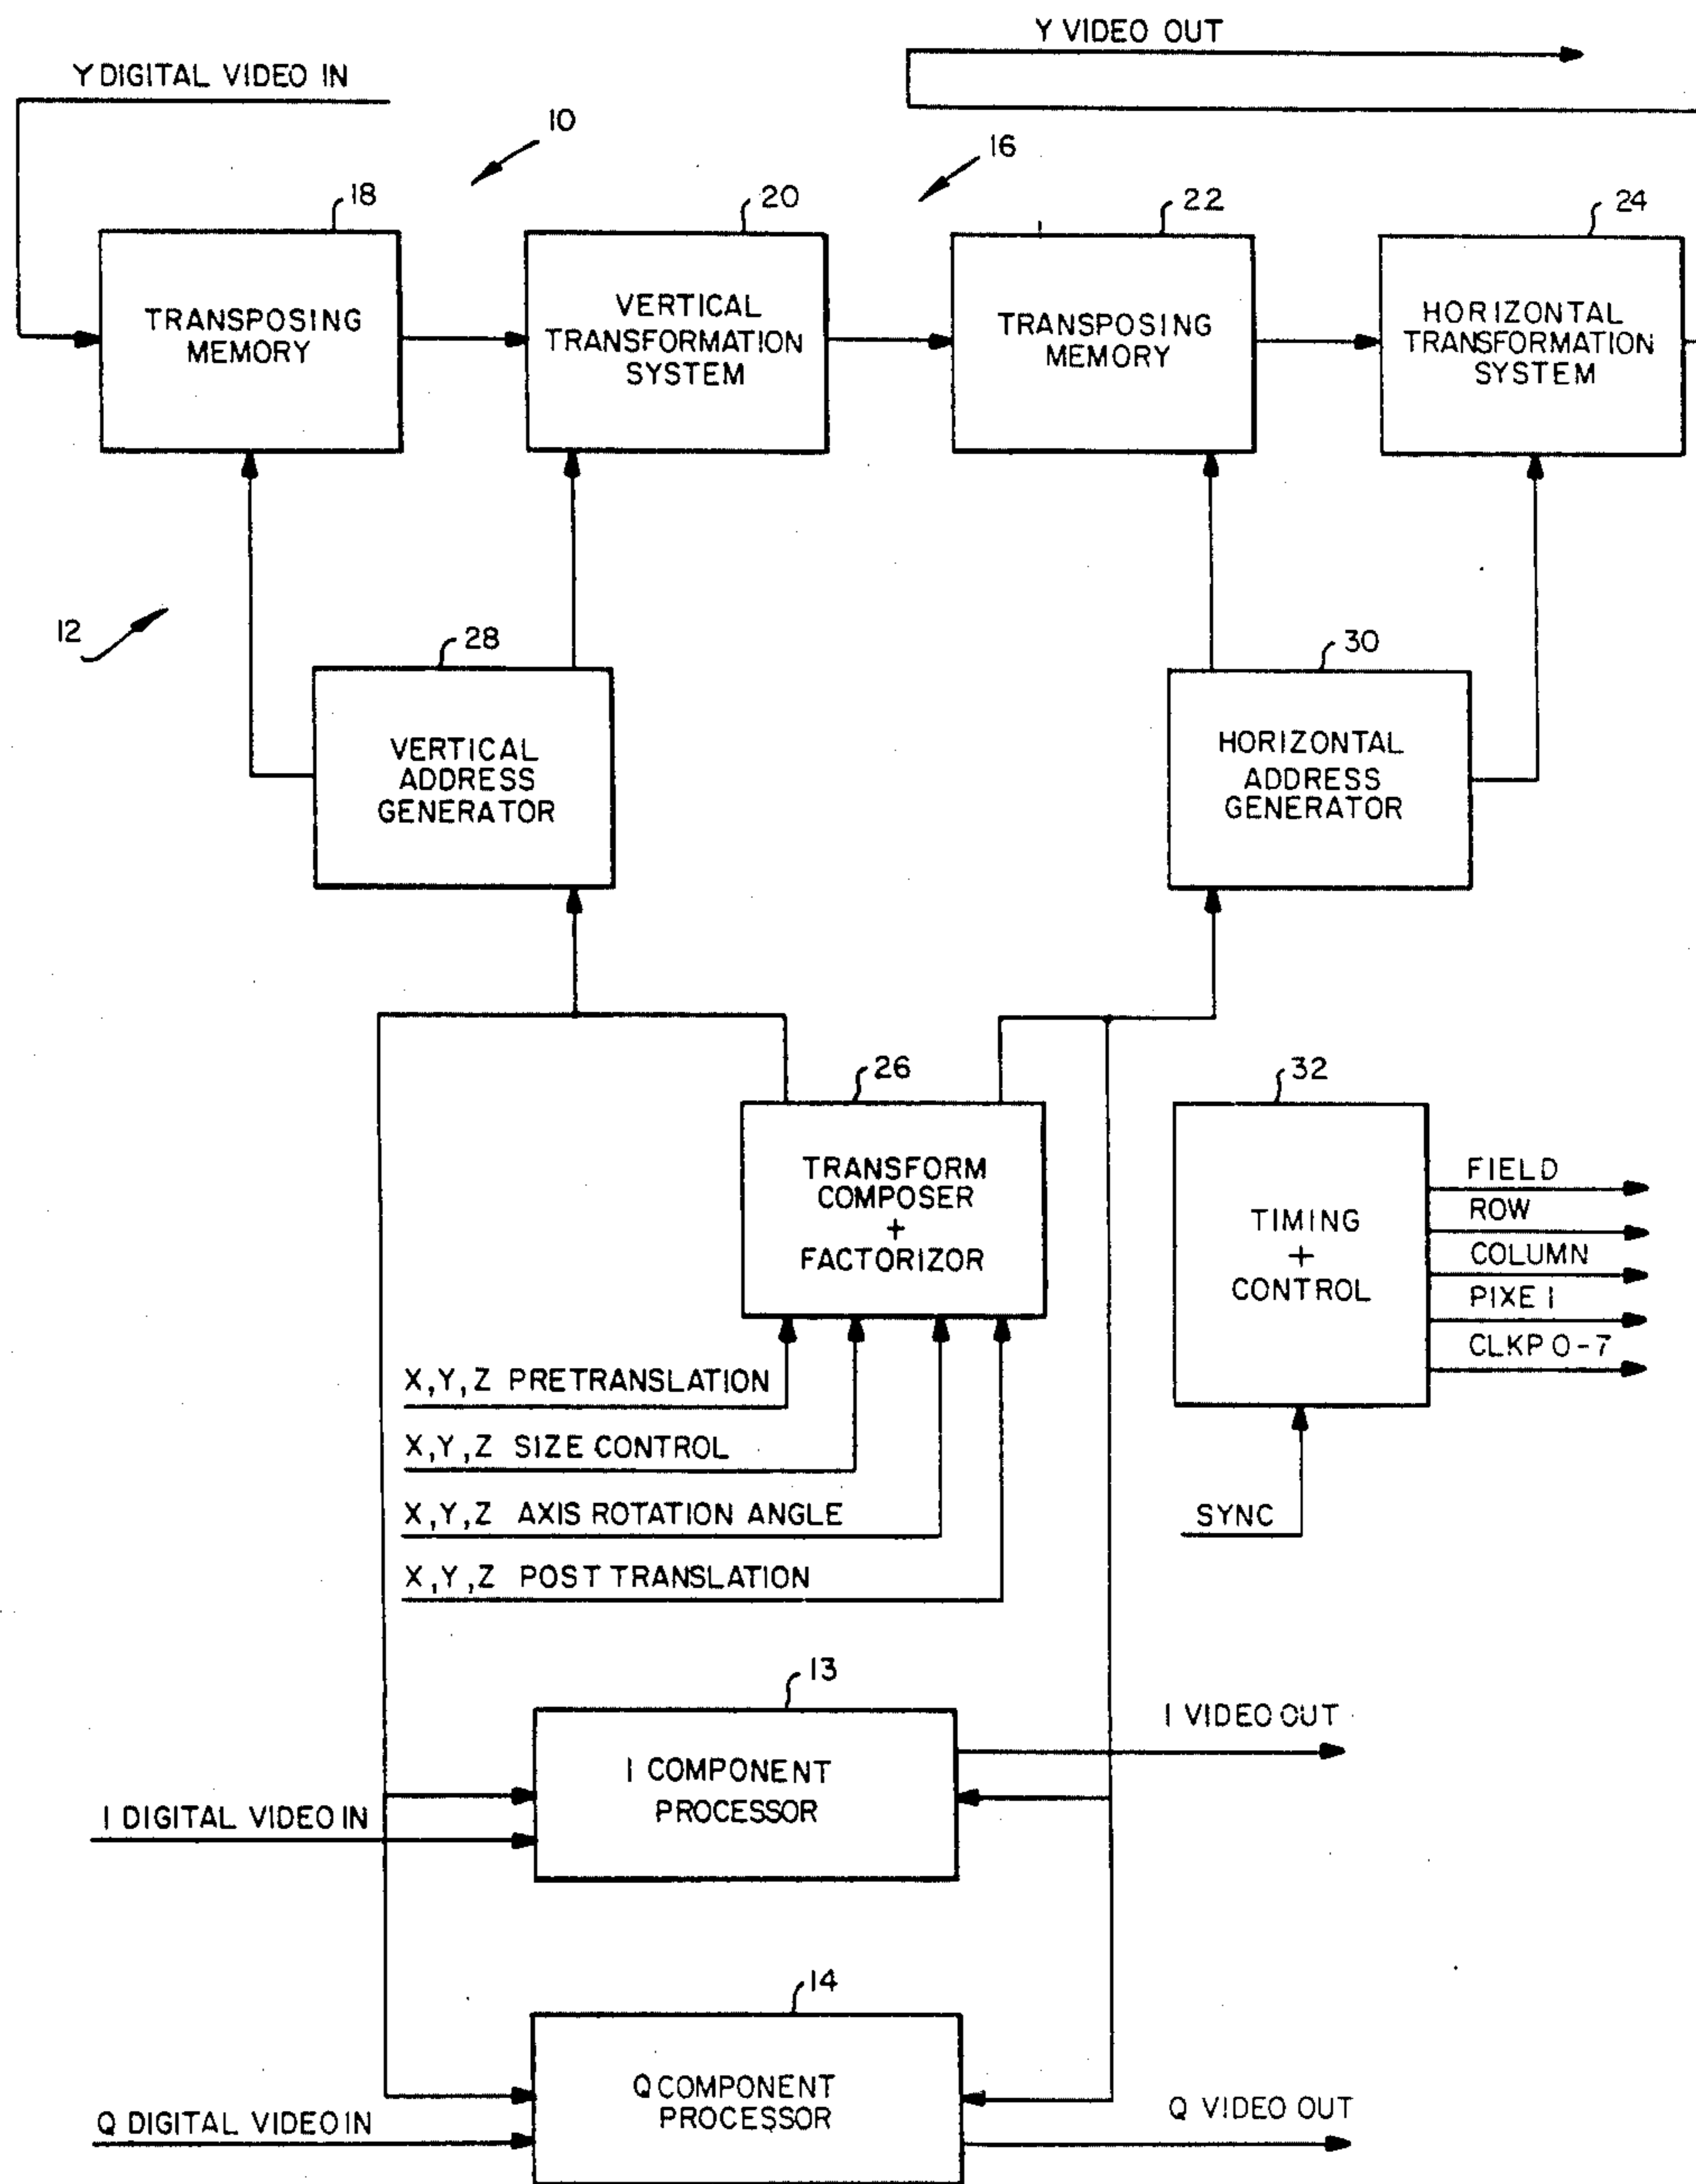 Y VIDEO OUT
Y DIGITAL VIDEO IN
10
16
18
20
22
24
TRANSPOSING
MEMORY
VERTICAL
TRANSFORMATION
SYSTEM
TRANSPOSING
MEMORY
HORIZONTAL
TRANSFORMATION
SYSTEM
12
28
30
VERTICAL
ADDRESS
GENERATOR
HORIZONTAL
ADDRESS
GENERATOR
26
32
TRANSFORM
COMPOSER
+
FACTORIZOR
TIMING
+
CONTROL
FIELD
ROW
COLUMN
PIXE I
CLKP 0-7
X,Y,Z PRETRANSLATION
X,Y,Z SIZE CONTROL
X,Y,Z AXIS ROTATION ANGLE
X,Y,Z POST TRANSLATION
SYNC
13
I VIDEO OUT
I COMPONENT
PROCESSOR
I DIGITAL VIDEO IN
14
Q COMPONENT
PROCESSOR
Q DIGITAL VIDEO IN
Q VIDEO OUT